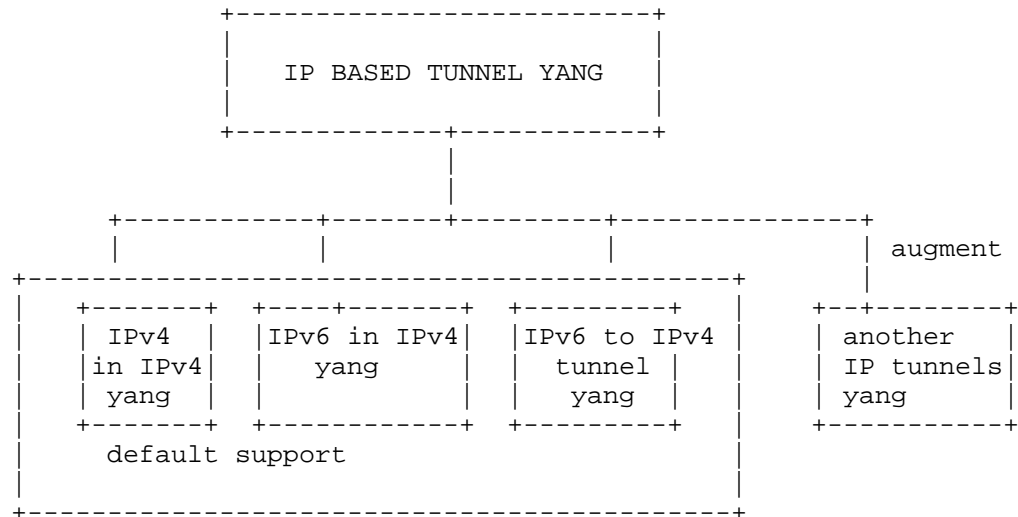 IP BASED TUNNEL YANG
augment
IPv4
in IPv4
yang
IPv6 in IPv4
yang
IPv6 to IPv4
tunnel
yang
another
IP tunnels
yang
default support